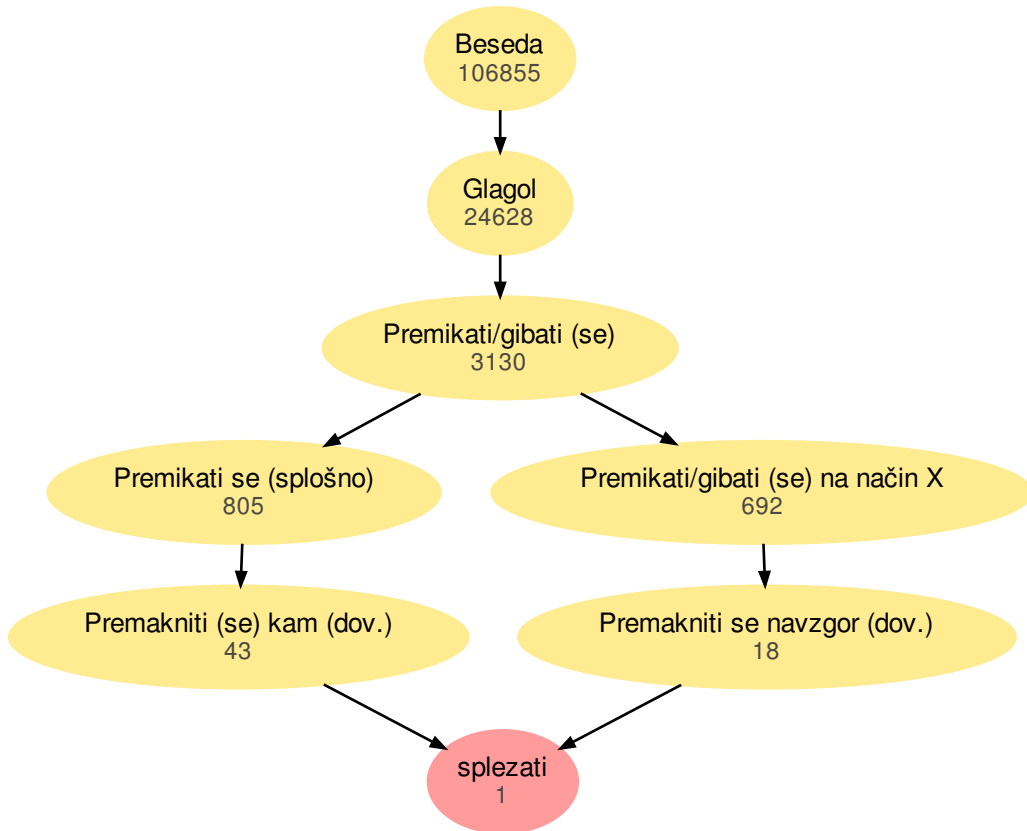 Beseda
106855
Glagol
24628
Premikati/gibati (se)
3130
Premikati se (splošno)
805
Premikati/gibati (se) na način X
692
Premakniti (se) kam (dov.)
43
Premakniti se navzgor (dov.)
18
splezati
1